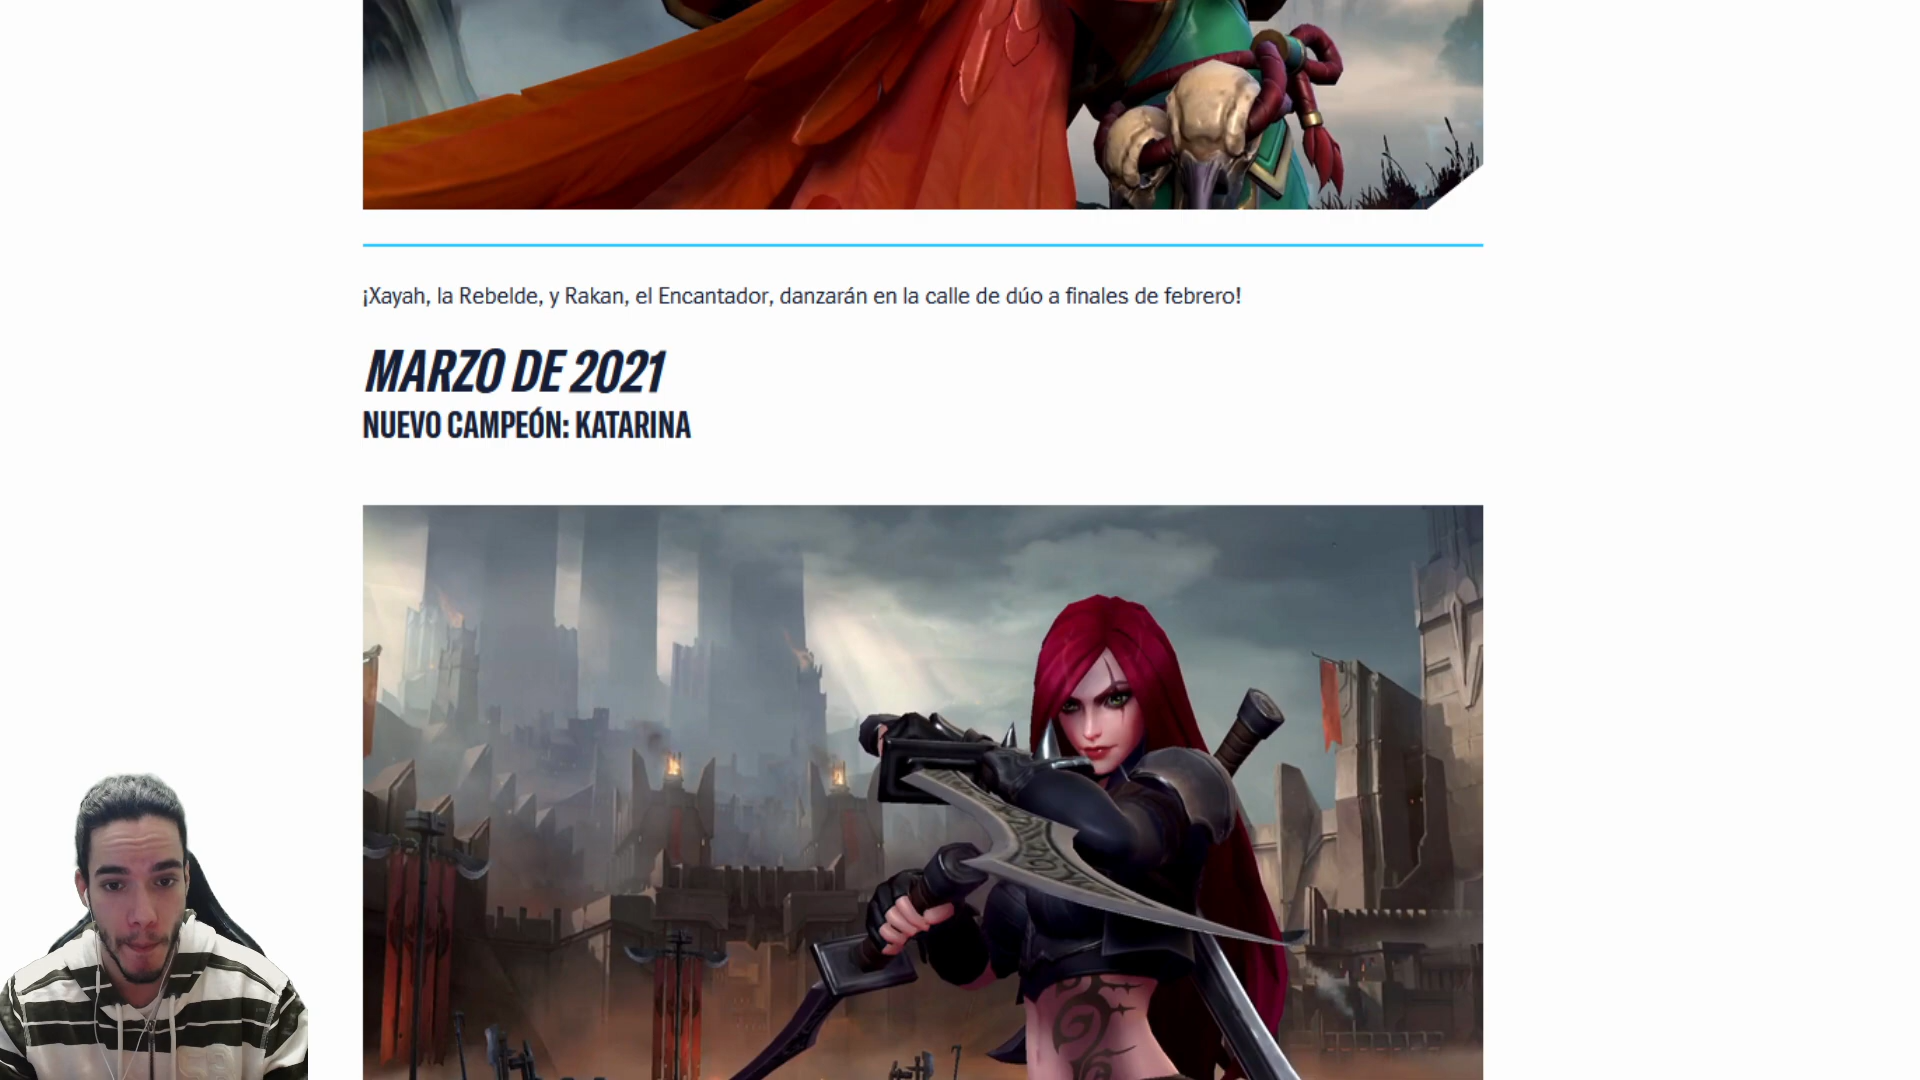 ¡Xayah, la Rebelde, y Rakan, el Encantador, danzarán en la calle de dúo a finales de febrero!
MARZO DE 2021
NUEVO CAMPEÓN: KATARINA